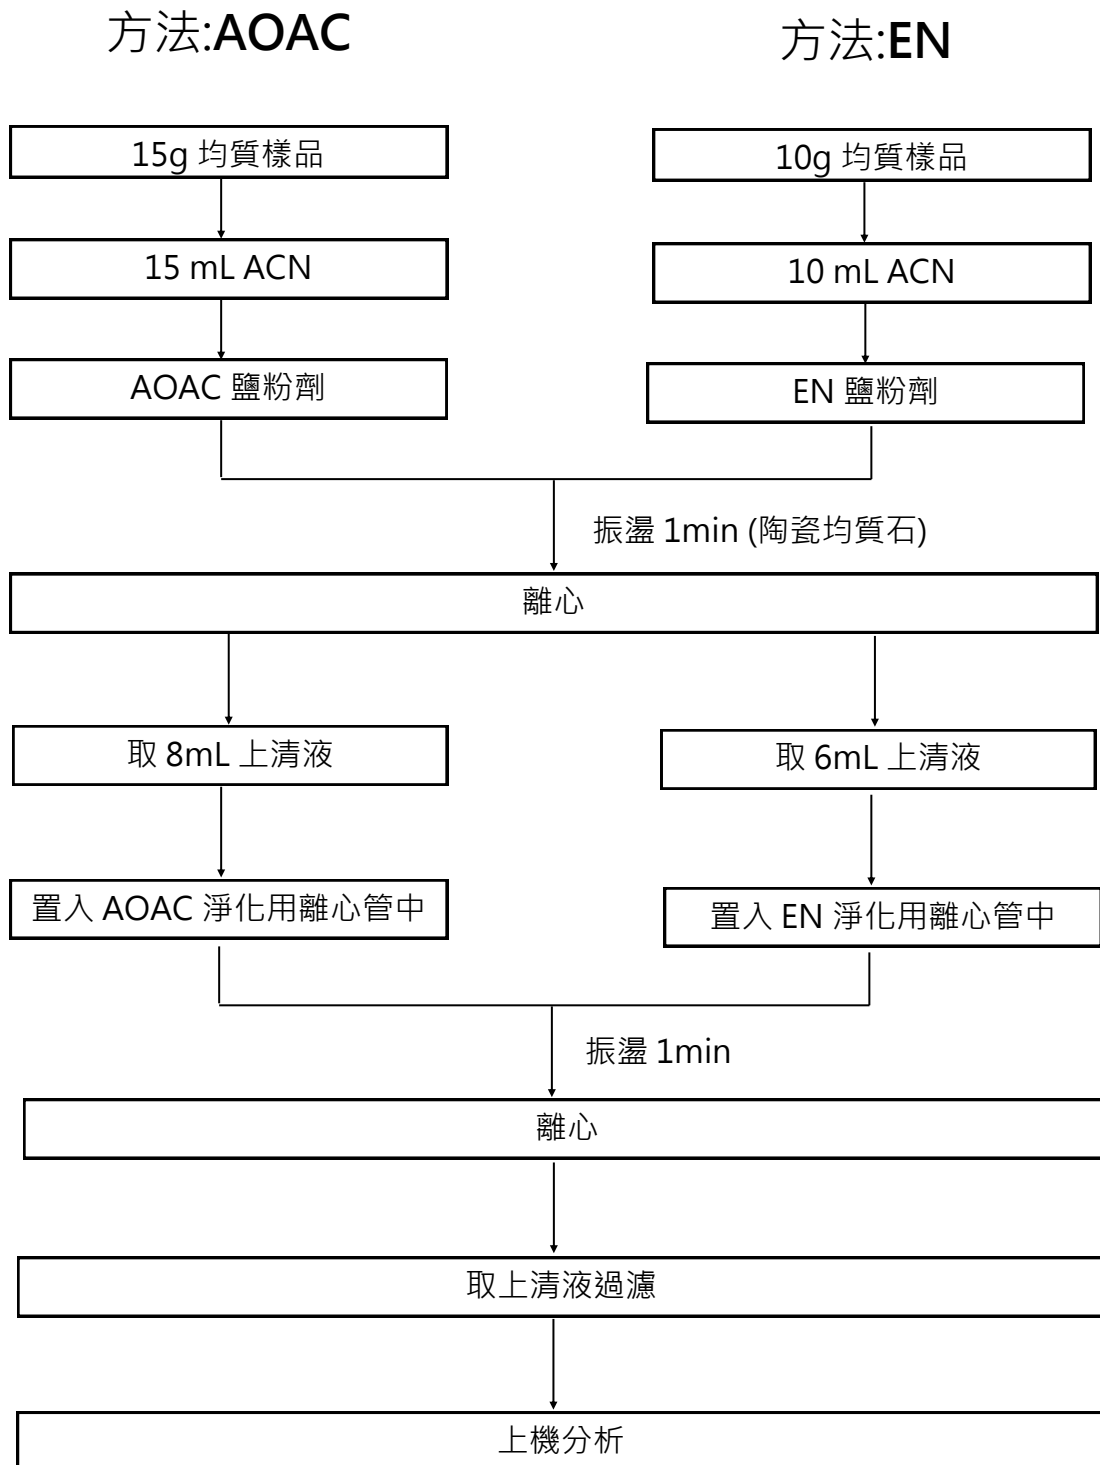 方法:AOAC
方法:EN
15g 均質樣品
10g 均質樣品
15 mL ACN
10 mL ACN
AOAC 鹽粉劑
EN 鹽粉劑
振盪 1min (陶瓷均質石)
離心
取 8mL 上清液
取 6mL 上清液
置入 AOAC 淨化用離心管中
置入 EN 淨化用離心管中
振盪 1min
離心
取上清液過濾
上機分析